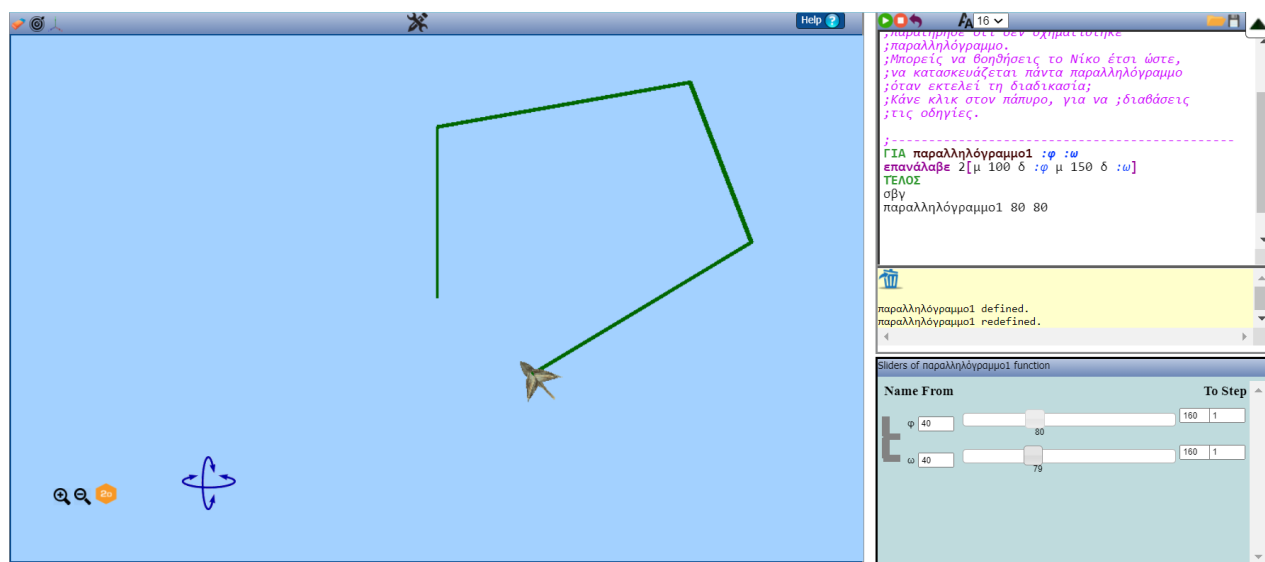 Help ?
16
;παρατήρησε ότι δεν σχηματίστηκε
;παραλληλόγραμμο.
;Μπορείς να βοηθήσεις το Νίκο έτσι ώστε,
;να κατασκευάζεται πάντα παραλληλόγραμμο
;όταν εκτελεί τη διαδικασία;
;Κάνε κλικ στον πάπυρο, για να ;διαβάσεις
;τις οδηγίες.
;--------------------------------------------
ΓΙΑ παραλληλόγραμμο1 :φ :ω
επανάλαβε 2[μ 100 δ :φ μ 150 δ :ω]
ΤΈΛΟΣ
σβγ
παραλληλόγραμμο1 80 80
παραλληλόγραμμο1 defined.
παραλληλόγραμμο1 redefined.
Sliders of παραλληλόγραμμο1 function
Name From To Step
φ 40 80 160 1
ω 40 79 160 1
2D